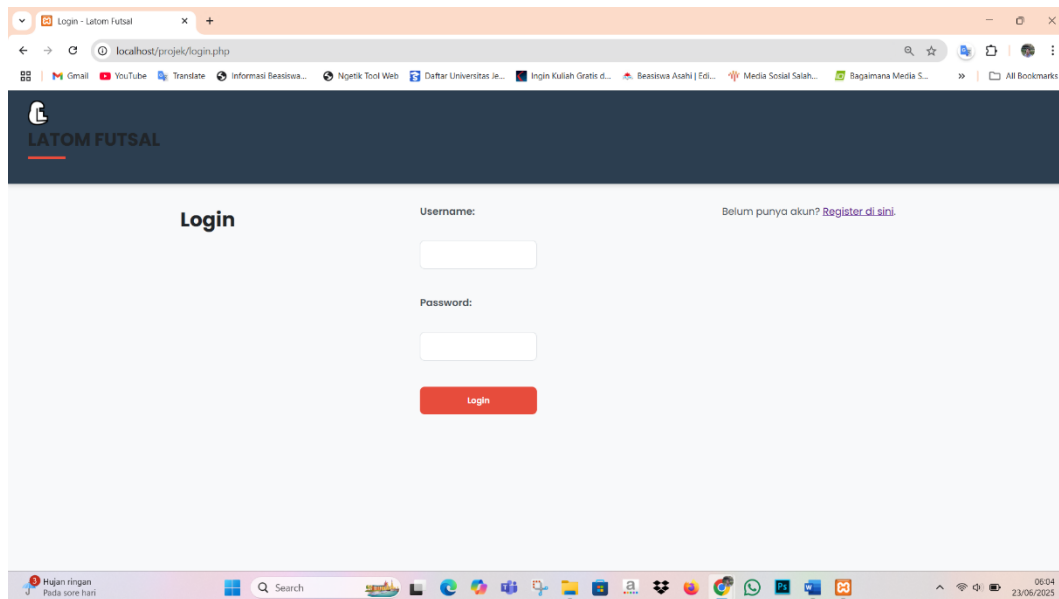 Login - Latom Futsal
localhost/projek/login.php
Gmail YouTube Translate Informasi Beasiswa... Ngetik Tool Web Daftar Universitas Je... Ingin Kuliah Gratis d... Beasiswa Asahi | Edi... Media Sosial Salah... Bagaimana Media S... » All Bookmarks
LATOM FUTSAL
Login
Username:
Password:
Login
Belum punya akun? Register di sini.
3
Hujan ringan
Pada sore hari
Search
a
Ps
06:04
23/06/2025